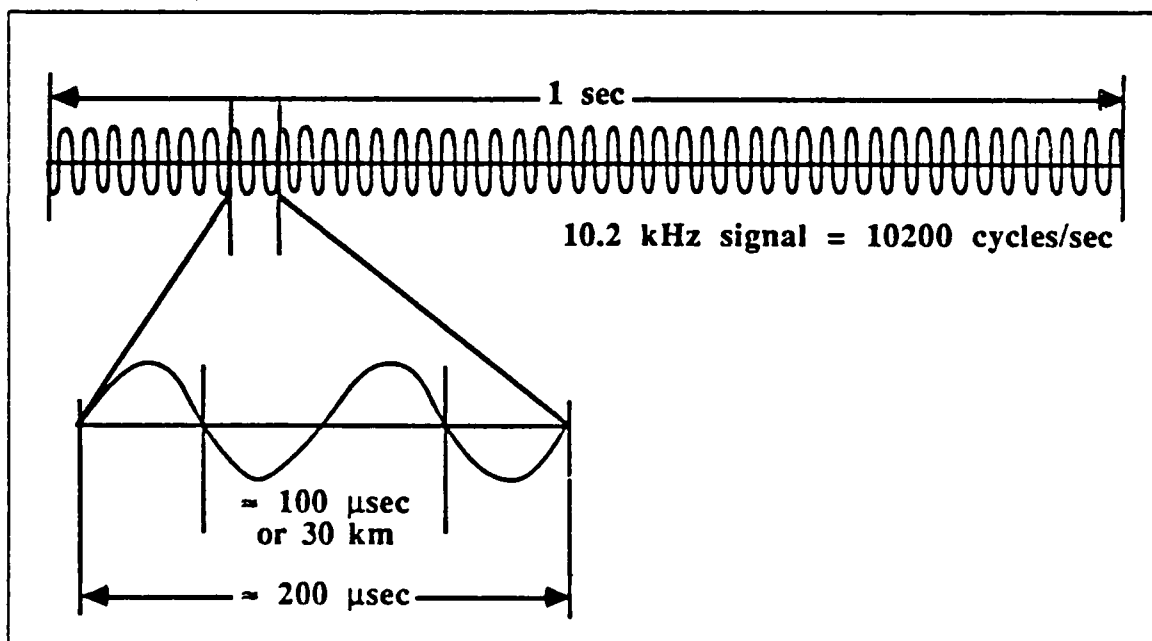 1 sec
10.2 kHz signal = 10200 cycles/sec
≈ 100 μsec
or 30 km
≈ 200 μsec